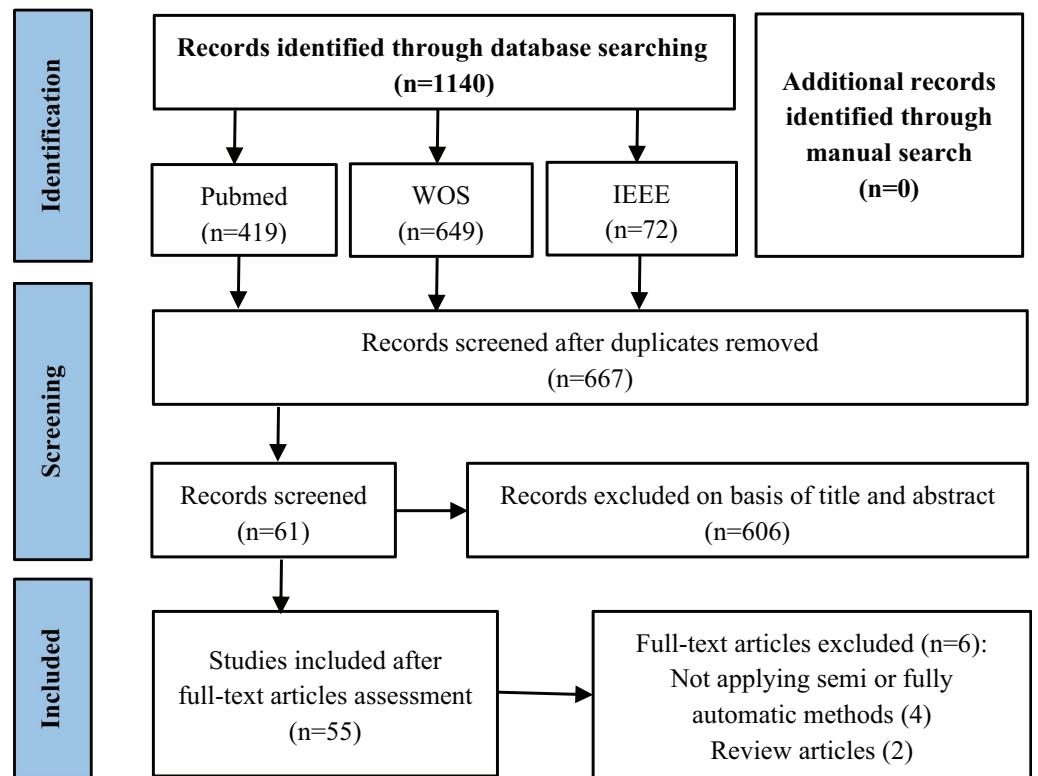 Identification
Records identified through database searching
(n=1140)
Additional records
identified through
manual search
(n=0)
Pubmed
(n=419)
WOS
(n=649)
IEEE
(n=72)
Screening
Records screened after duplicates removed
(n=667)
Records screened
(n=61)
Records excluded on basis of title and abstract
(n=606)
Included
Studies included after
full-text articles assessment
(n=55)
Full-text articles excluded (n=6):
Not applying semi or fully
automatic methods (4)
Review articles (2)